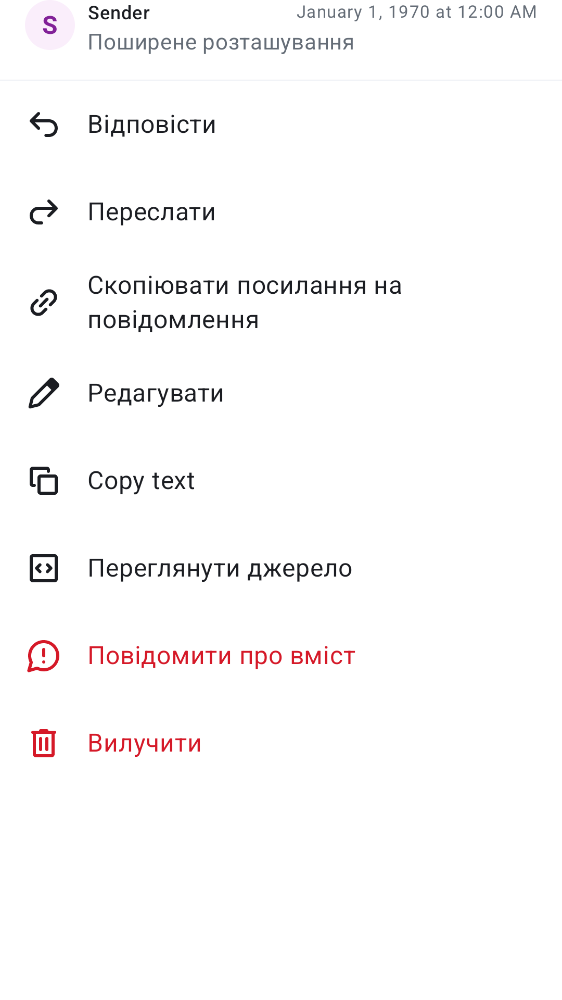 S
Sender
January 1, 1970 at 12:00 AM
Поширене розташування
Відповісти
Переслати
Скопіювати посилання на
повідомлення
Редагувати
Copy text
Переглянути джерело
Повідомити про вміст
Вилучити